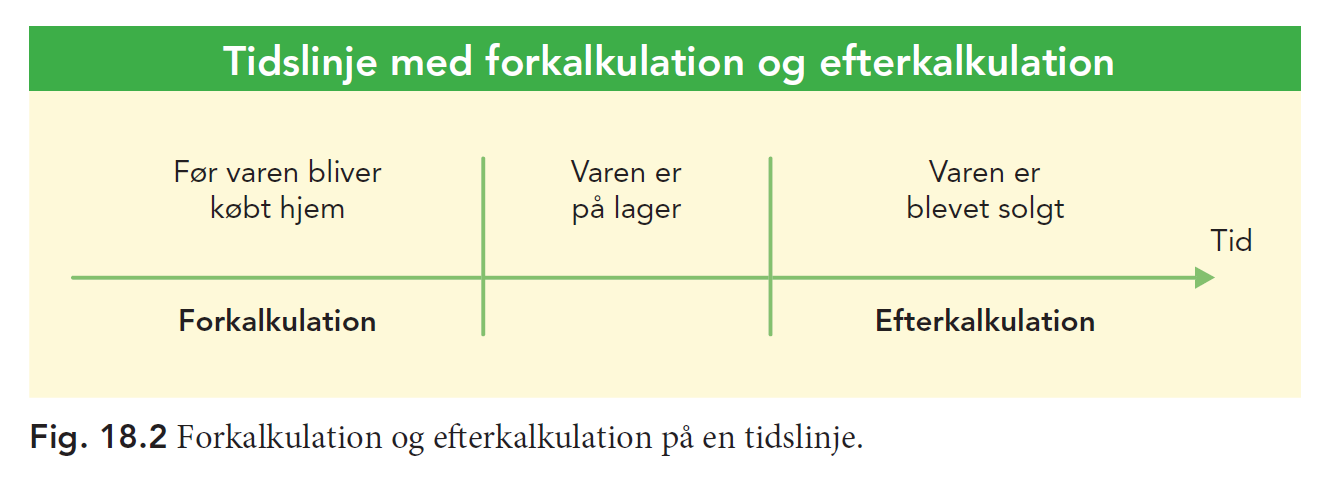 Tidslinje med forkalkulation og efterkalkulation
Før varen bliver
købt hjem
Varen er
på lager
Varen er
blevet solgt
Tid
Forkalkulation
Efterkalkulation
Fig. 18.2 Forkalkulation og efterkalkulation på en tidslinje.